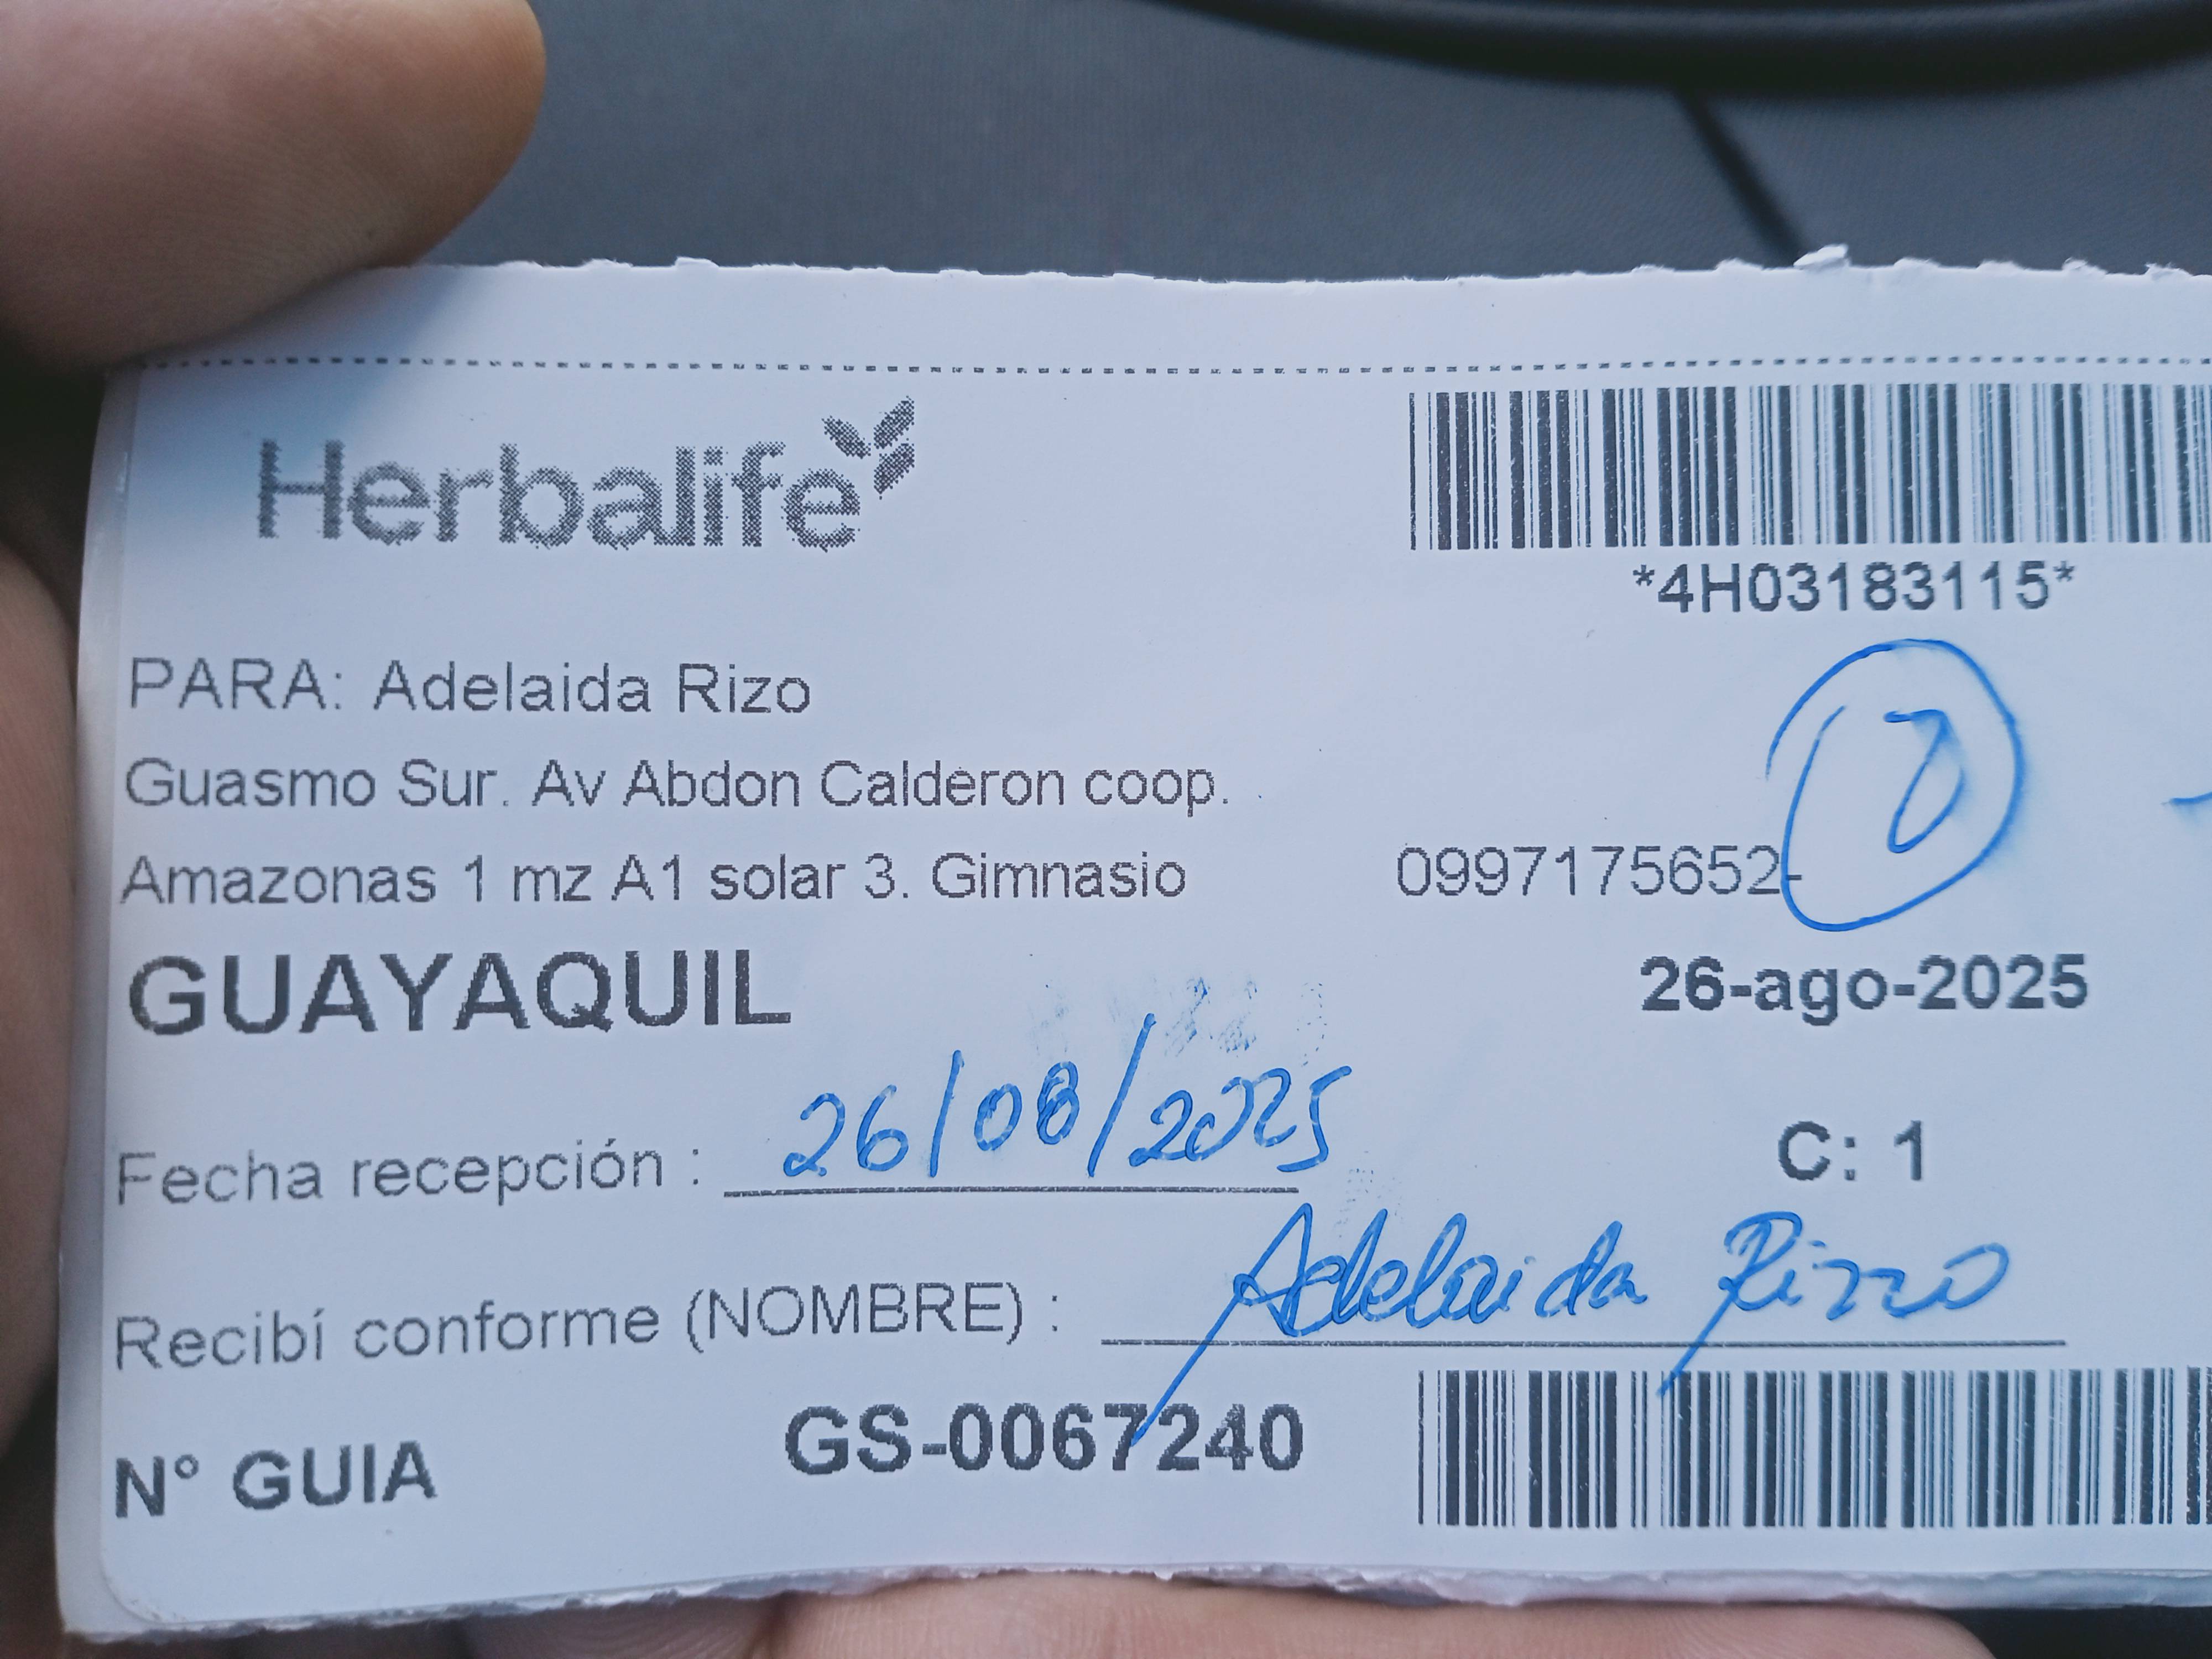 Herbalife
*4H03183115*
PARA: Adelaida Rizo
Guasmo Sur. Av Abdon Calderon coop.
Amazonas 1 mz A1 solar 3. Gimnasio 0997175652-
GUAYAQUIL 26-ago-2025
Fecha recepción : 26/08/2025 C: 1
Recibí conforme (NOMBRE) : Adelaida Rizzo
N° GUIA GS-0067240